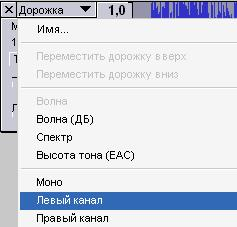 Дорожка 1,0
Имя...
Переместить дорожку вверх
Переместить дорожку вниз
Волна
Волна (ДБ)
Спектр
Высота тона (EAC)
Моно
Левый канал
Правый канал